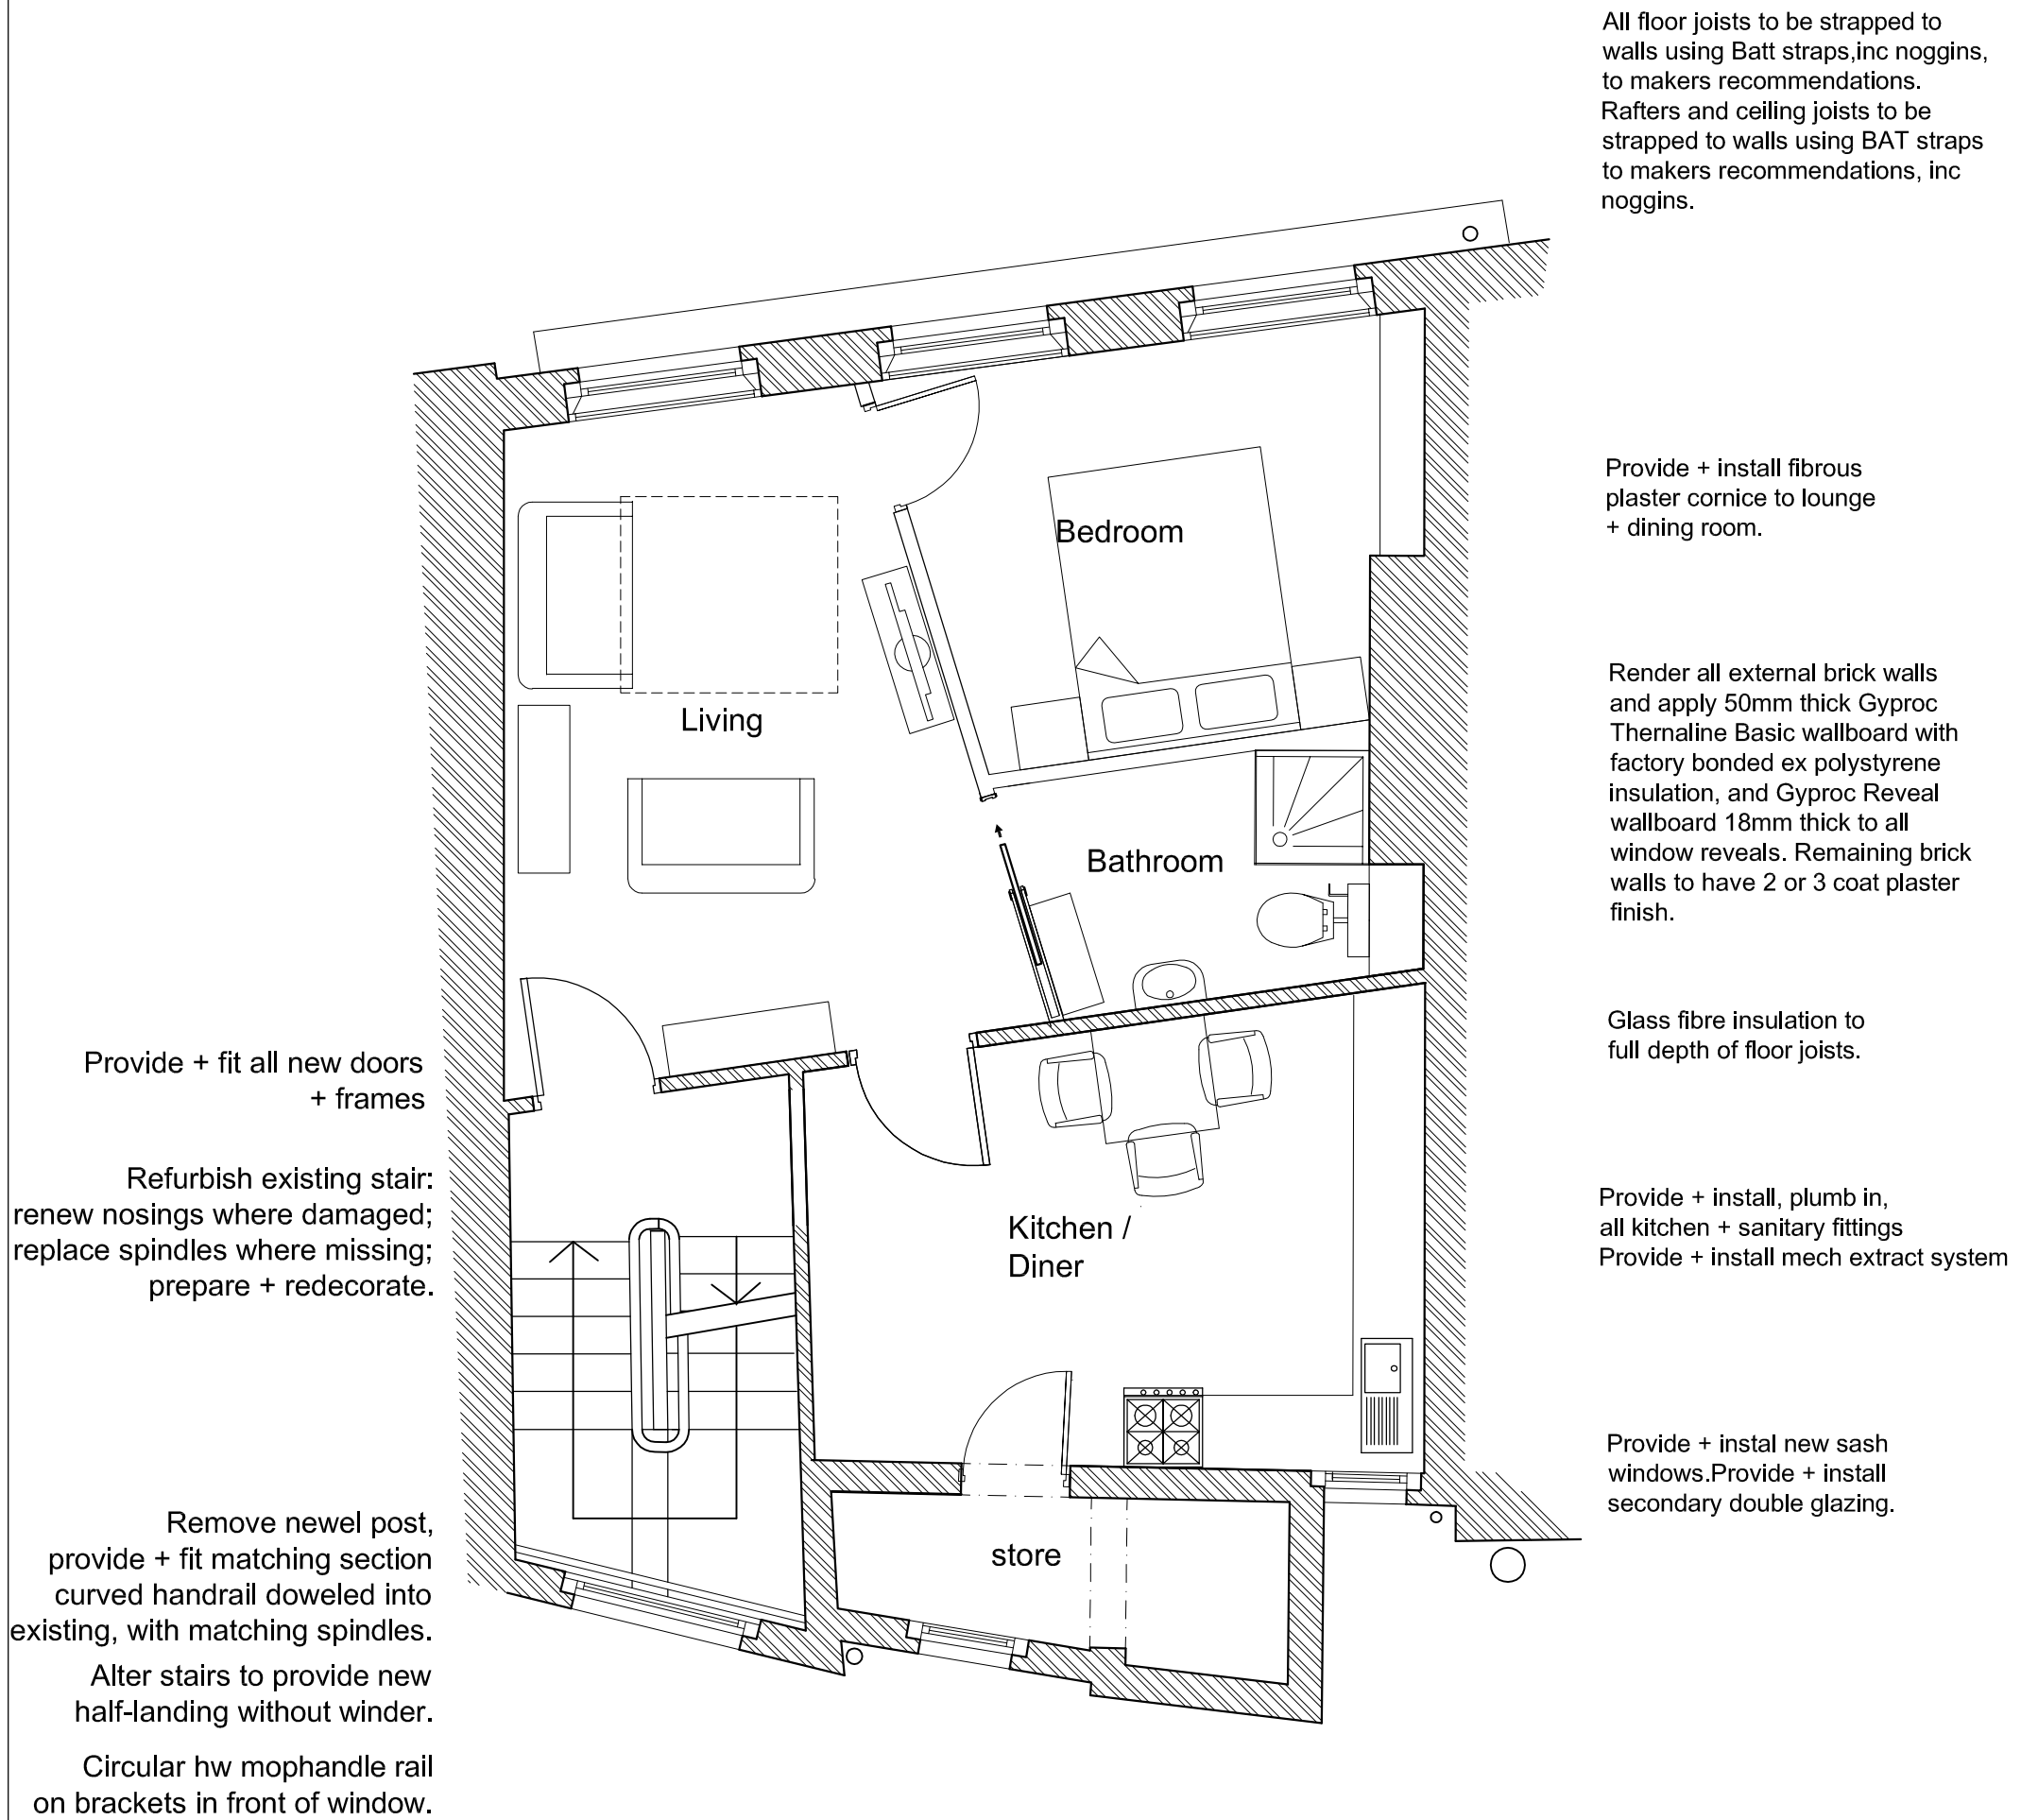 All floor joists to be strapped to
walls using Batt straps,inc noggins,
to makers recommendations.
Rafters and ceiling joists to be
strapped to walls using BAT straps
to makers recommendations, inc
noggins.
Provide + install fibrous
plaster cornice to lounge
+ dining room.
Bedroom
Living
Render all external brick walls
and apply 50mm thick Gyproc
Thernaline Basic wallboard with
factory bonded ex polystyrene
insulation, and Gyproc Reveal
wallboard 18mm thick to all
window reveals. Remaining brick
walls to have 2 or 3 coat plaster
finish.
Bathroom
Glass fibre insulation to
full depth of floor joists.
Provide + fit all new doors
+ frames
Refurbish existing stair:
renew nosings where damaged;
replace spindles where missing;
prepare + redecorate.
Kitchen /
Diner
Provide + install, plumb in,
all kitchen + sanitary fittings
Provide + install mech extract system
Provide + instal new sash
windows.Provide + install
secondary double glazing.
store
Remove newel post,
provide + fit matching section
curved handrail doweled into
existing, with matching spindles.
Alter stairs to provide new
half-landing without winder.
Circular hw mophandle rail
on brackets in front of window.